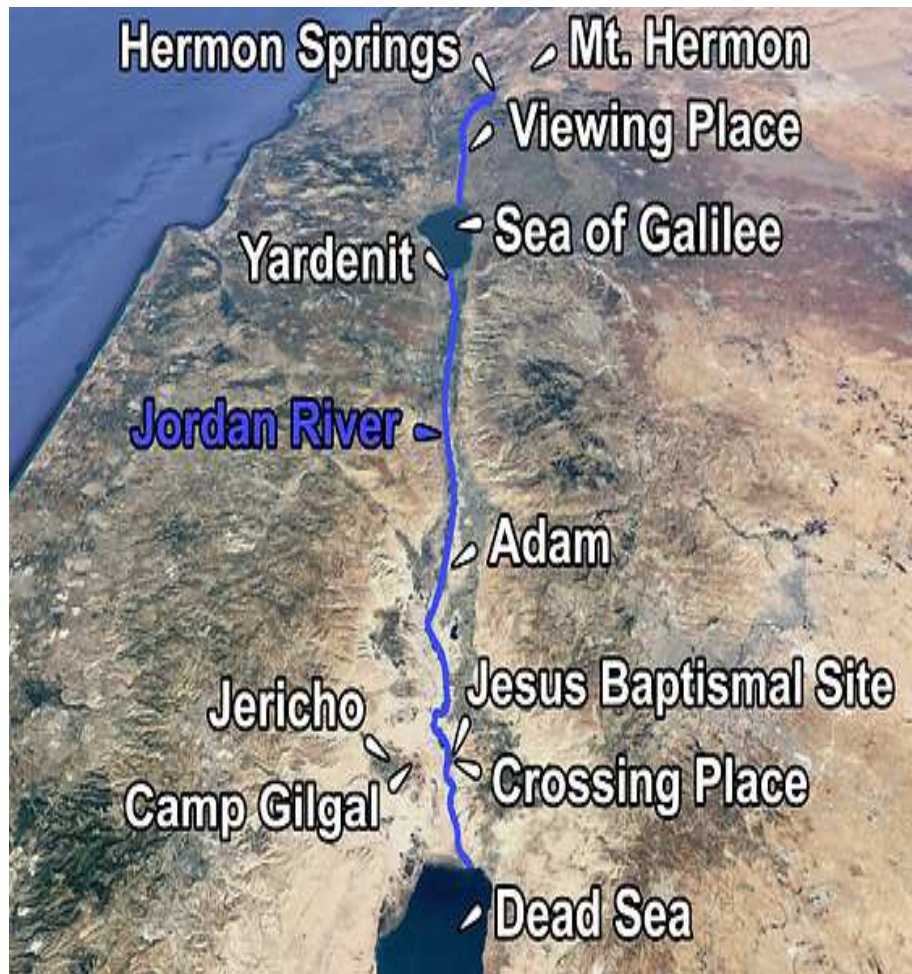 Hermon Springs
Mt. Hermon
Viewing Place
Sea of Galilee
Yardenit
Jordan River
Adam
Jesus Baptismal Site
Jericho
Crossing Place
Camp Gilgal
Dead Sea